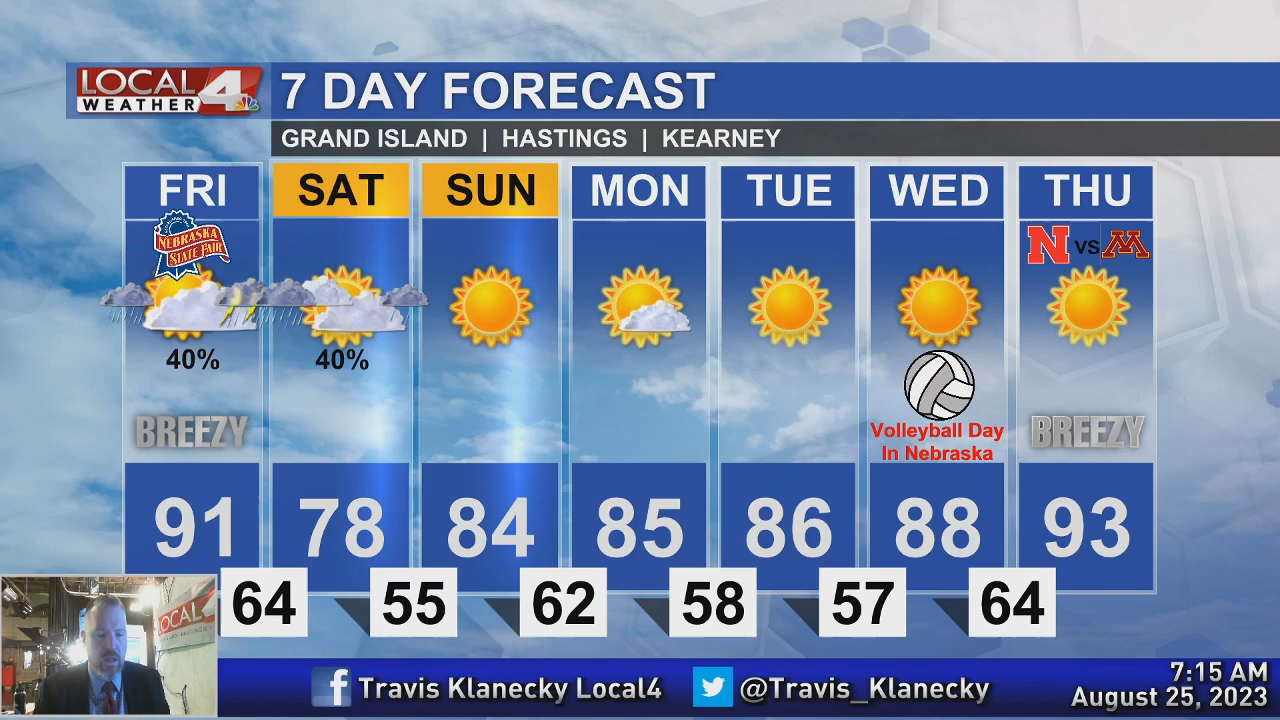 LOCAL 4
WEATHER
7 DAY FORECAST
GRAND ISLAND | HASTINGS | KEARNEY
FRI SAT SUN MON TUE WED THU
NEBRASKA
STATE FAIR
N VS M
40% 40%
BREEZY
Volleyball Day
In Nebraska
BREEZY
91 78 84 85 86 88 93
64 55 62 58 57 64
LOCAL4
f Travis Klanecky Local4
@Travis_Klanecky
7:15 AM
August 25, 2023